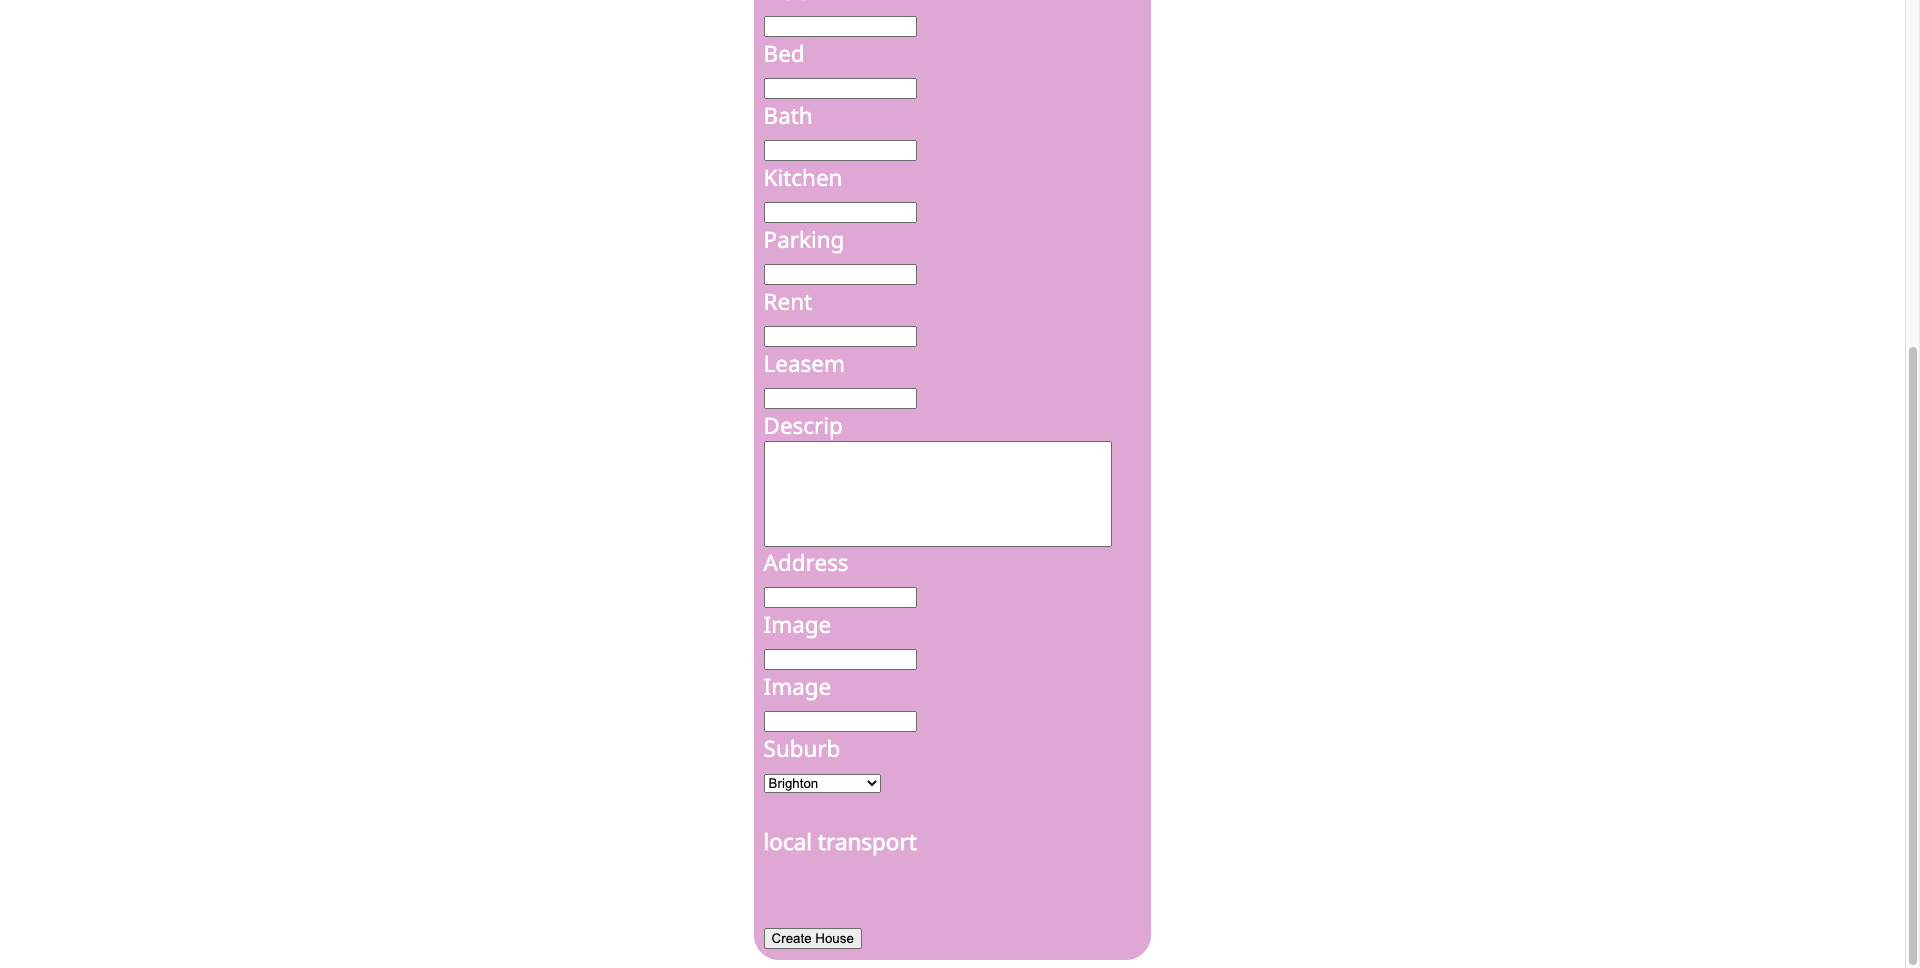 Bed
Bath
Kitchen
Parking
Rent
Leasem
Descrip
Address
Image
Image
Suburb
Brighton
local transport
Create House